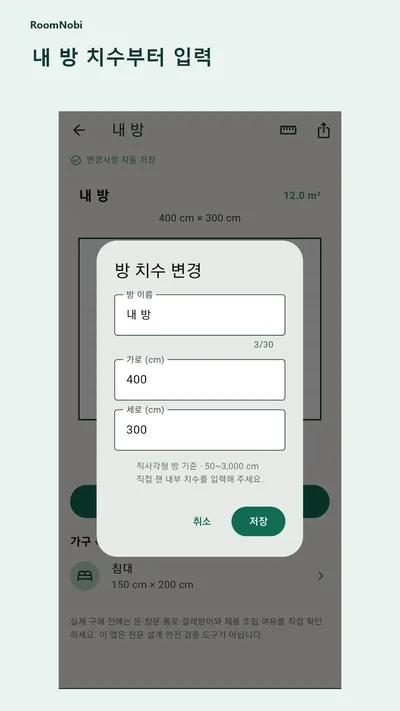 RoomNobi
내 방 치수부터 입력
내 방
변경사항 자동 저장
내 방
12.0 m²
400 cm × 300 cm
방 치수 변경
방 이름
내 방
3/30
가로 (cm)
400
세로 (cm)
300
직사각형 방 기준 · 50~3,000 cm
직접 잰 내부 치수를 입력해 주세요.
취소
저장
가구
침대
150 cm × 200 cm
실제 구매 전에는 문·창문·통로·걸레받이와 제품 조립 여유를 직접 확인
하세요. 이 앱은 전문 설계·안전 검증 도구가 아닙니다.